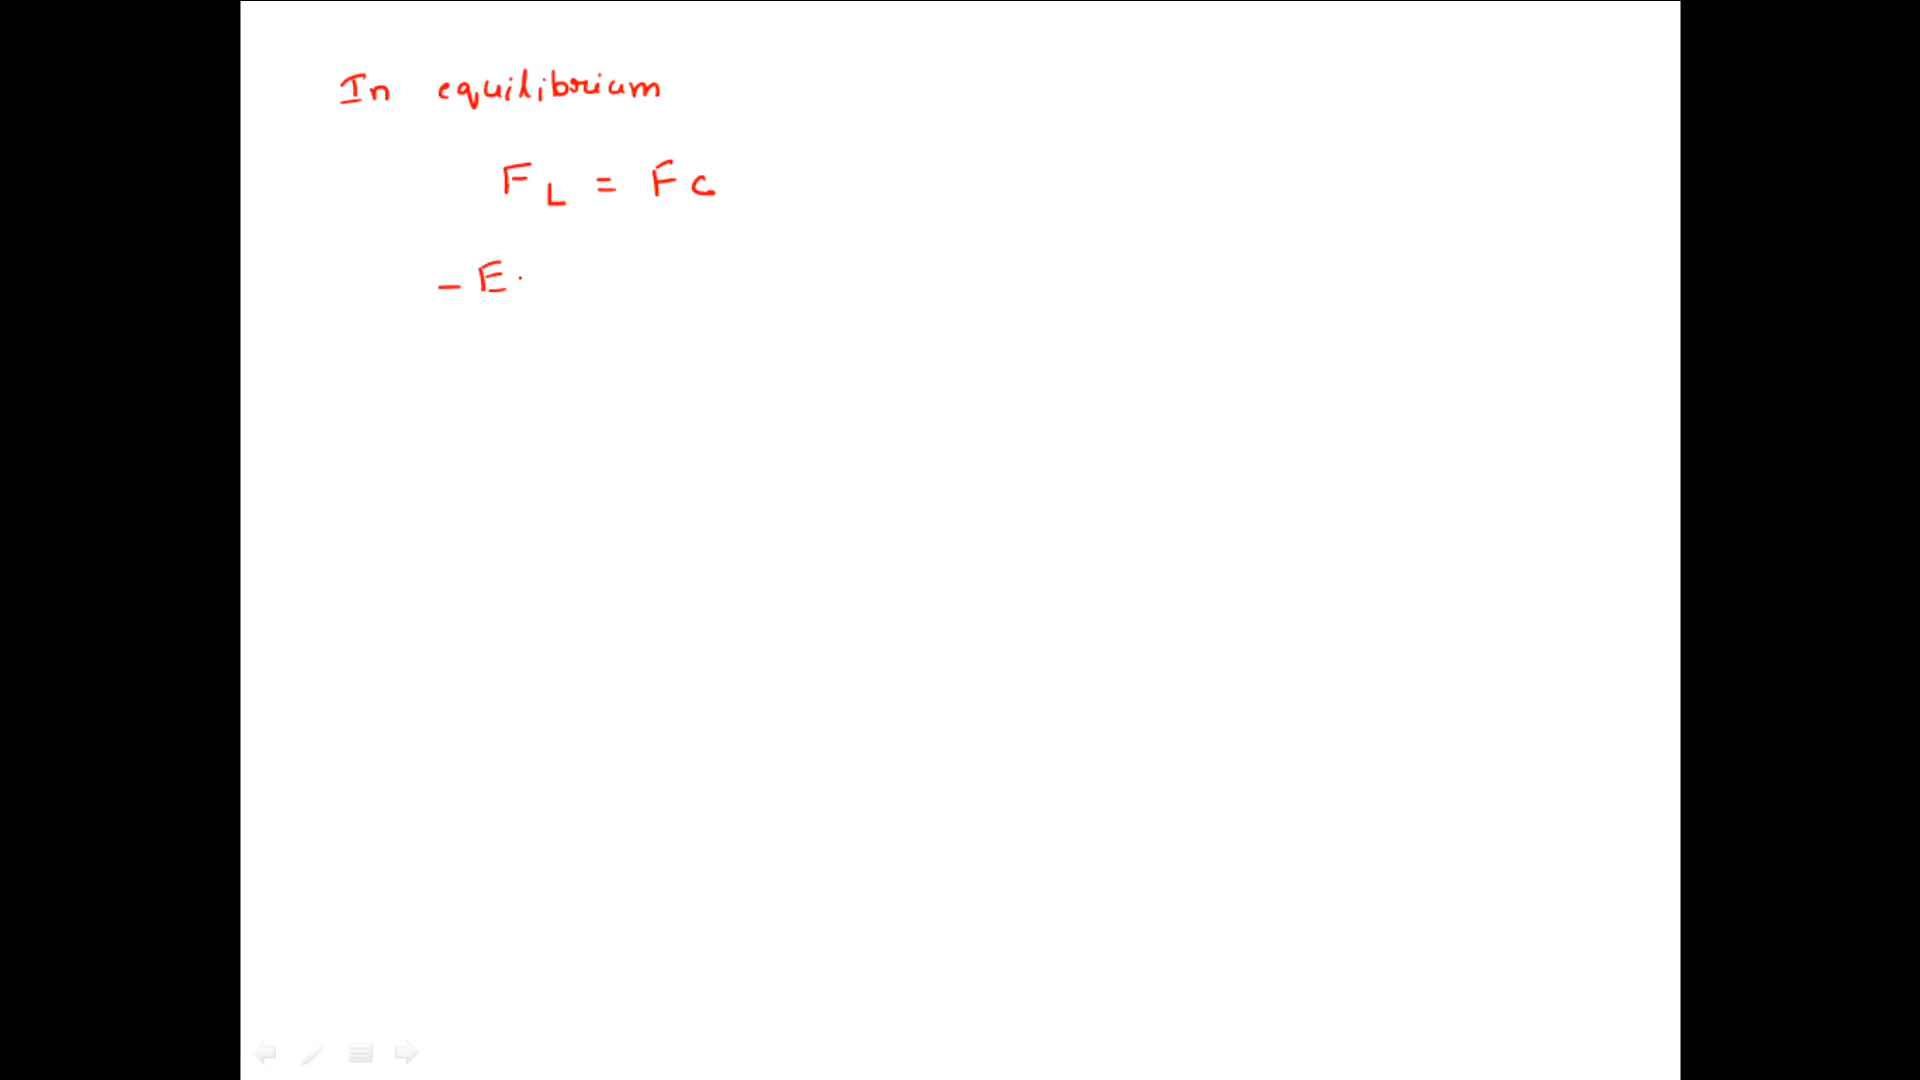 In equilibrium
F L = F c
- E .